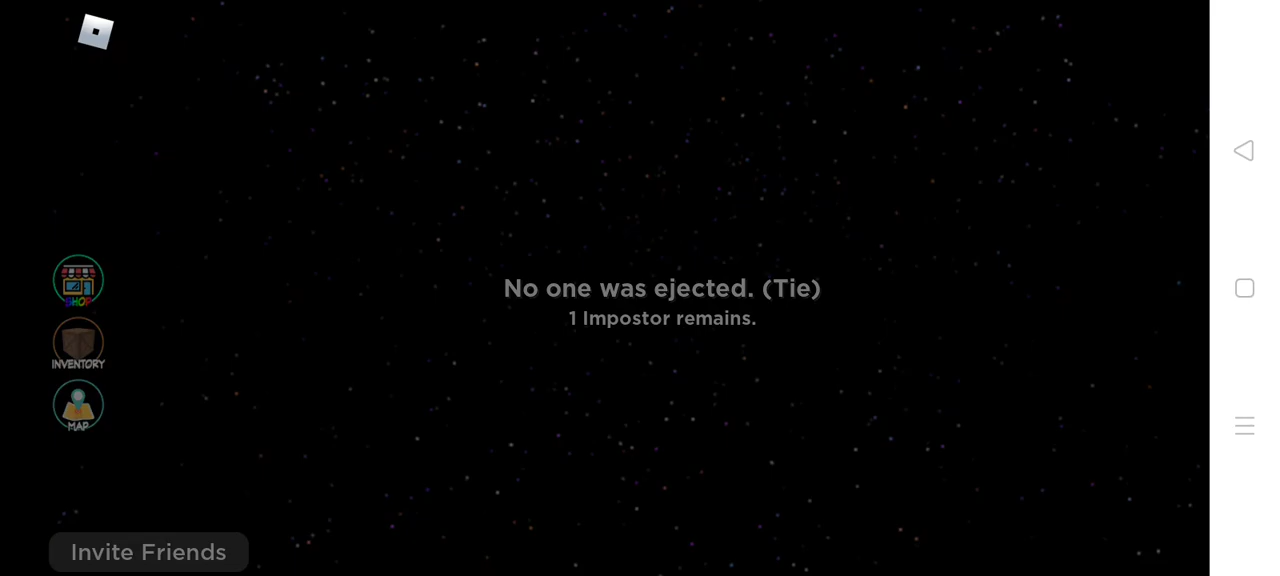 SHOP
INVENTORY
MAP
No one was ejected. (Tie)
1 Impostor remains.
Invite Friends